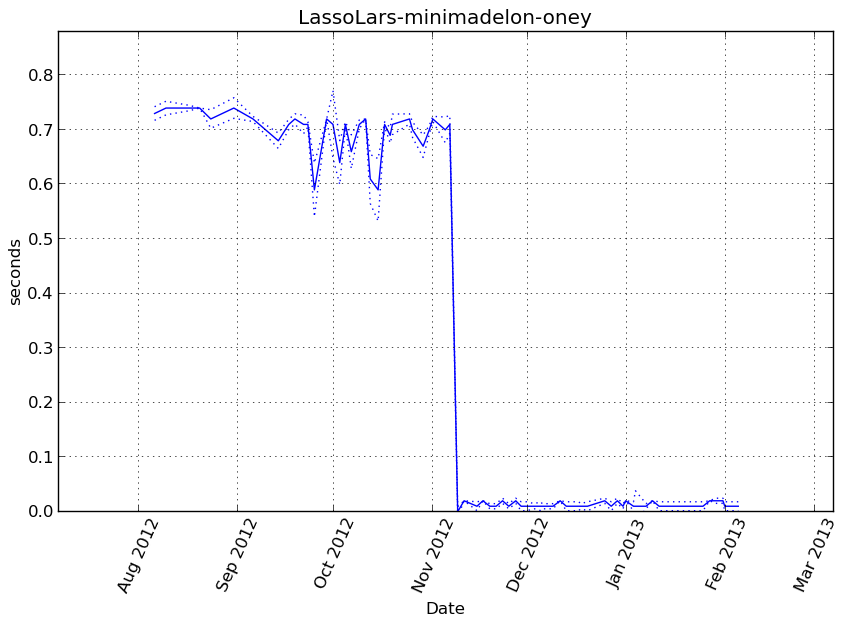 LassoLars-minimadelon-oney
0.8
0.7
0.6
0.5
0.4
0.3
0.2
0.1
0.0
seconds
Aug 2012
Sep 2012
Oct 2012
Nov 2012
Dec 2012
Jan 2013
Feb 2013
Mar 2013
Date